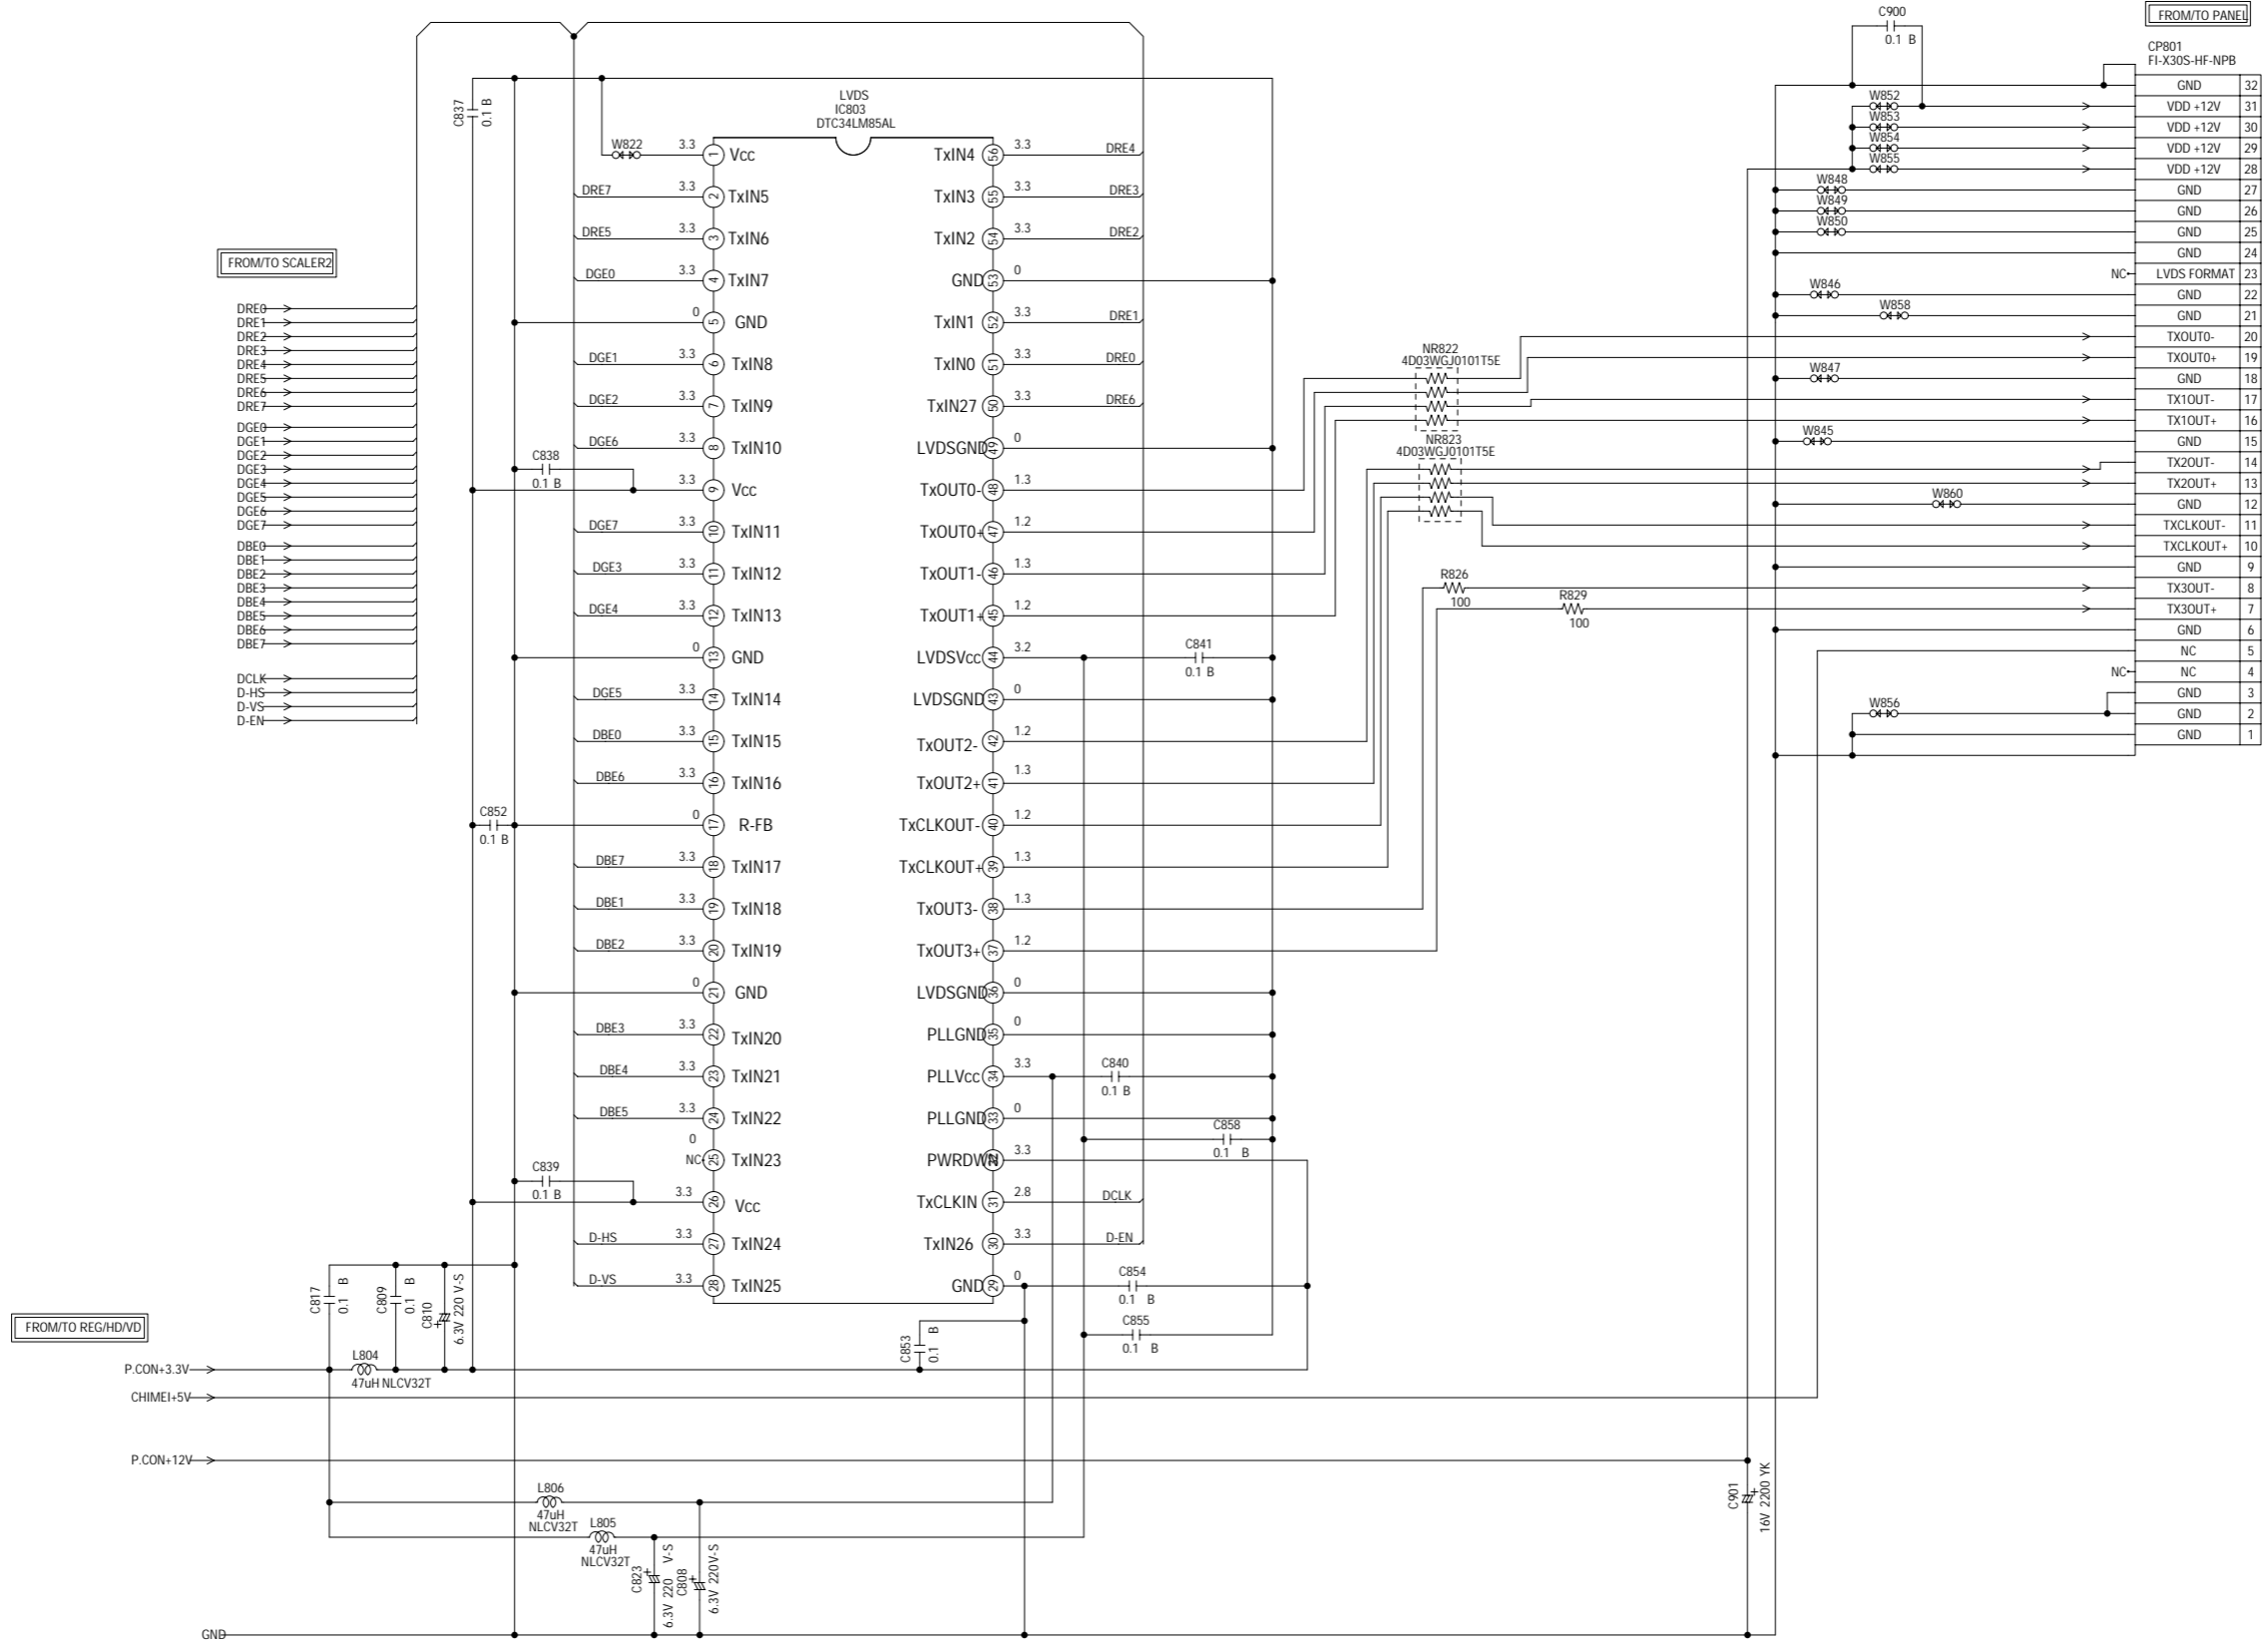 C900
0.1 B
FROM/TO PANEL
CP801
FI-X30S-HF-NPB
GND 32
VDD +12V 31
VDD +12V 30
VDD +12V 29
VDD +12V 28
GND 27
GND 26
GND 25
GND 24
NC LVDS FORMAT 23
GND 22
GND 21
TXOUT0- 20
TXOUT0+ 19
GND 18
TX1OUT- 17
TX1OUT+ 16
GND 15
TX2OUT- 14
TX2OUT+ 13
GND 12
TXCLKOUT- 11
TXCLKOUT+ 10
GND 9
TX3OUT- 8
TX3OUT+ 7
GND 6
NC 5
NC NC 4
GND 3
GND 2
GND 1
W852
W853
W854
W855
W848
W849
W850
W846
W858
W847
W845
W860
W856
FROM/TO SCALER2
DRE0
DRE1
DRE2
DRE3
DRE4
DRE5
DRE6
DRE7
DGE0
DGE1
DGE2
DGE3
DGE4
DGE5
DGE6
DGE7
DBE0
DBE1
DBE2
DBE3
DBE4
DBE5
DBE6
DBE7
DCLK
D-HS
D-VS
D-EN
C837
0.1 B
LVDS
IC803
DTC34LM85AL
W822 3.3 1 Vcc
DRE7 3.3 2 TxIN5
DRE5 3.3 3 TxIN6
DGE0 3.3 4 TxIN7
0 5 GND
DGE1 3.3 6 TxIN8
DGE2 3.3 7 TxIN9
DGE6 3.3 8 TxIN10
C838
0.1 B
3.3 9 Vcc
DGE7 3.3 10 TxIN11
DGE3 3.3 11 TxIN12
DGE4 3.3 12 TxIN13
0 13 GND
DGE5 3.3 14 TxIN14
DBE0 3.3 15 TxIN15
DBE6 3.3 16 TxIN16
C852
0.1 B
0 17 R-FB
DBE7 3.3 18 TxIN17
DBE1 3.3 19 TxIN18
DBE2 3.3 20 TxIN19
0 21 GND
DBE3 3.3 22 TxIN20
DBE4 3.3 23 TxIN21
DBE5 3.3 24 TxIN22
0
NC 25 TxIN23
C839
0.1 B
3.3 26 Vcc
D-HS 3.3 27 TxIN24
D-VS 3.3 28 TxIN25
TxIN4 56 3.3 DRE4
TxIN3 55 3.3 DRE3
TxIN2 54 3.3 DRE2
GND 53 0
TxIN1 52 3.3 DRE1
TxIN0 51 3.3 DRE0
TxIN27 50 3.3 DRE6
LVDSGND 49 0
TxOUT0- 48 1.3
TxOUT0+ 47 1.2
TxOUT1- 46 1.3
TxOUT1+ 45 1.2
LVDSVcc 44 3.2
C841
0.1 B
LVDSGND 43 0
TxOUT2- 42 1.2
TxOUT2+ 41 1.3
TxCLKOUT- 40 1.2
TxCLKOUT+ 39 1.3
TxOUT3- 38 1.3
TxOUT3+ 37 1.2
LVDSGND 36 0
PLLGND 35 0
PLLVcc 34 3.3
C840
0.1 B
PLLGND 33 0
C858
0.1 B
PWRDWN 32 3.3
TxCLKIN 31 2.8 DCLK
TxIN26 30 3.3 D-EN
GND 29 0
C854
0.1 B
C855
0.1 B
C853
0.1 B
NR822
4D03WGJ0101T5E
NR823
4D03WGJ0101T5E
R826
100
R829
100
C817
0.1 B
C809
0.1 B
C810
6.3V 220 V-S
FROM/TO REG/HD/VD
P.CON+3.3V
L804
47uH NLCV32T
CHIMEI+5V
P.CON+12V
L806
47uH
NLCV32T
L805
47uH
NLCV32T
C823
6.3V 220 V-S
C808
6.3V 220 V-S
C901
16V 2200 YK
GND